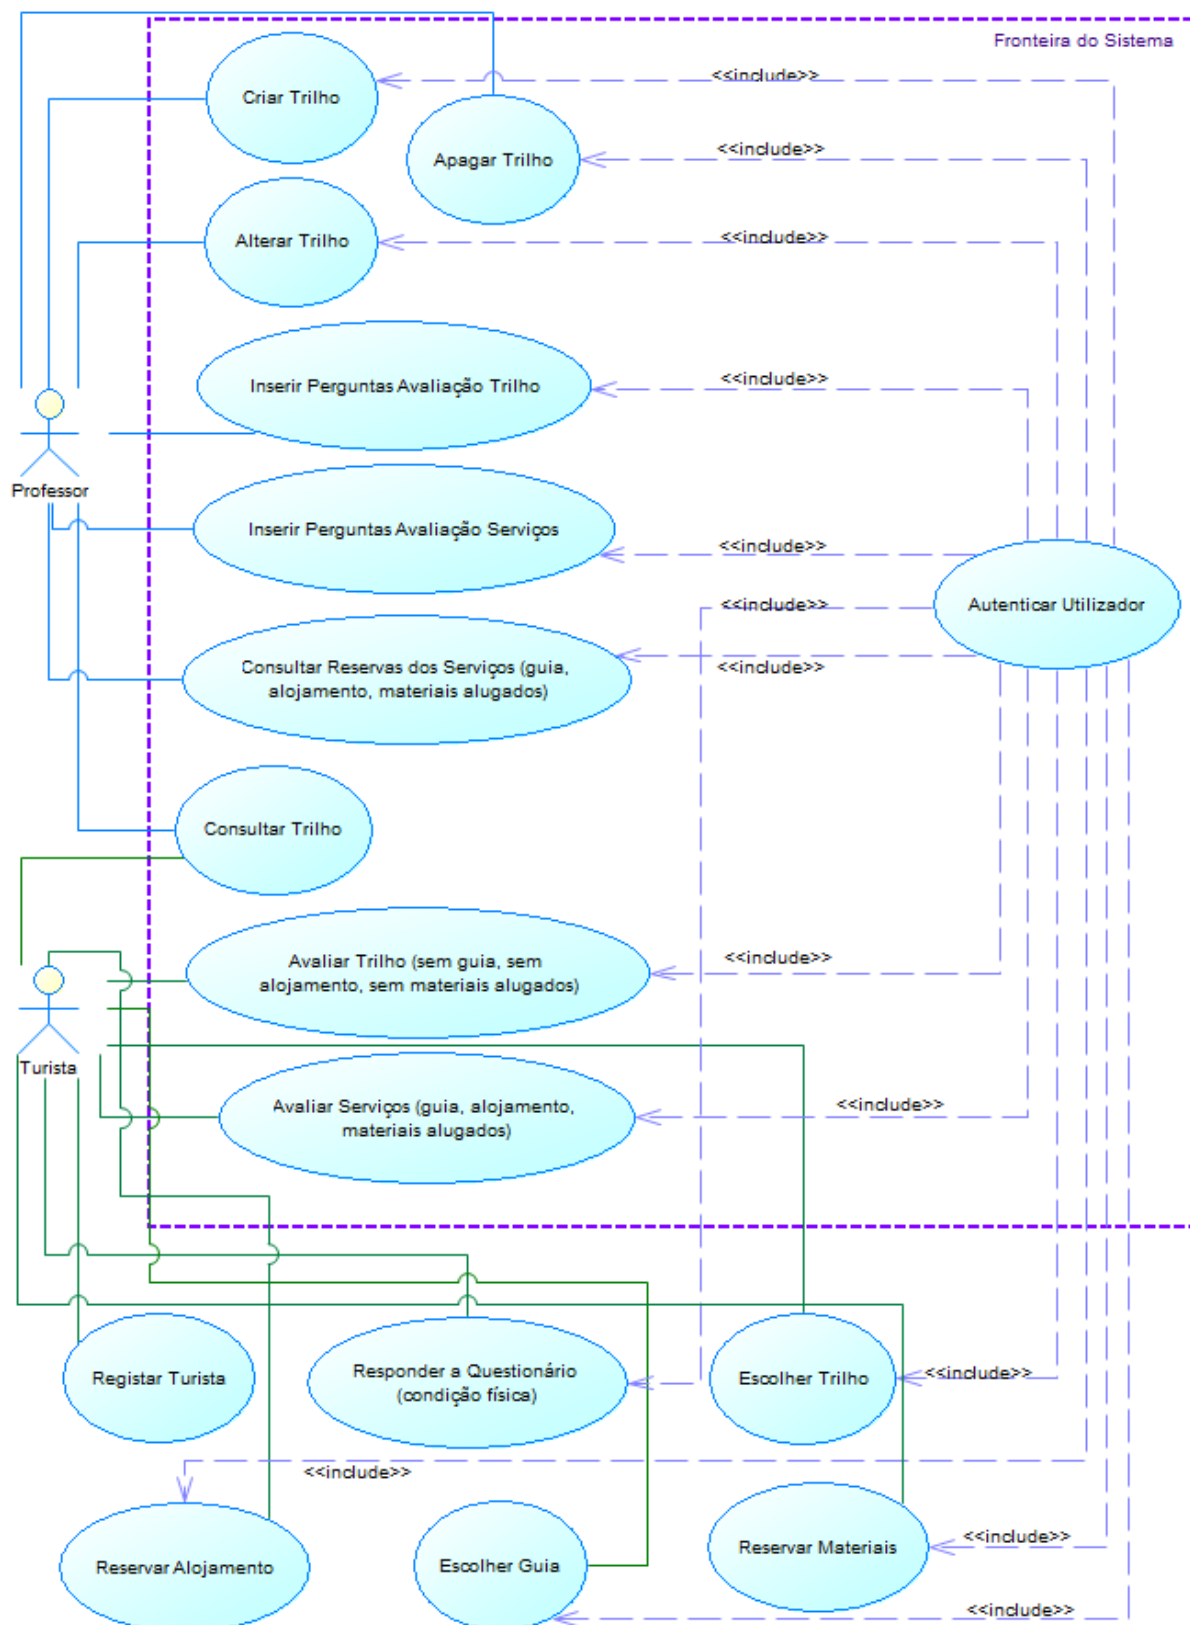 Fronteira do Sistema
<<include>>
Criar Trilho
<<include>>
Apagar Trilho
<<include>>
Alterar Trilho
<<include>>
Inserir Perguntas Avaliação Trilho
Professor
Inserir Perguntas Avaliação Serviços
<<include>>
<<include>>
Autenticar Utilizador
Consultar Reservas dos Serviços (guia,
alojamento, materiais alugados)
<<include>>
Consultar Trilho
Avaliar Trilho (sem guia, sem
alojamento, sem materiais alugados)
<<include>>
Turista
Avaliar Serviços (guia, alojamento,
materiais alugados)
<<include>>
Registar Turista
Responder a Questionário
(condição física)
Escolher Trilho
<<include>>
<<include>>
Reservar Alojamento
Escolher Guia
Reservar Materiais
<<include>>
<<include>>